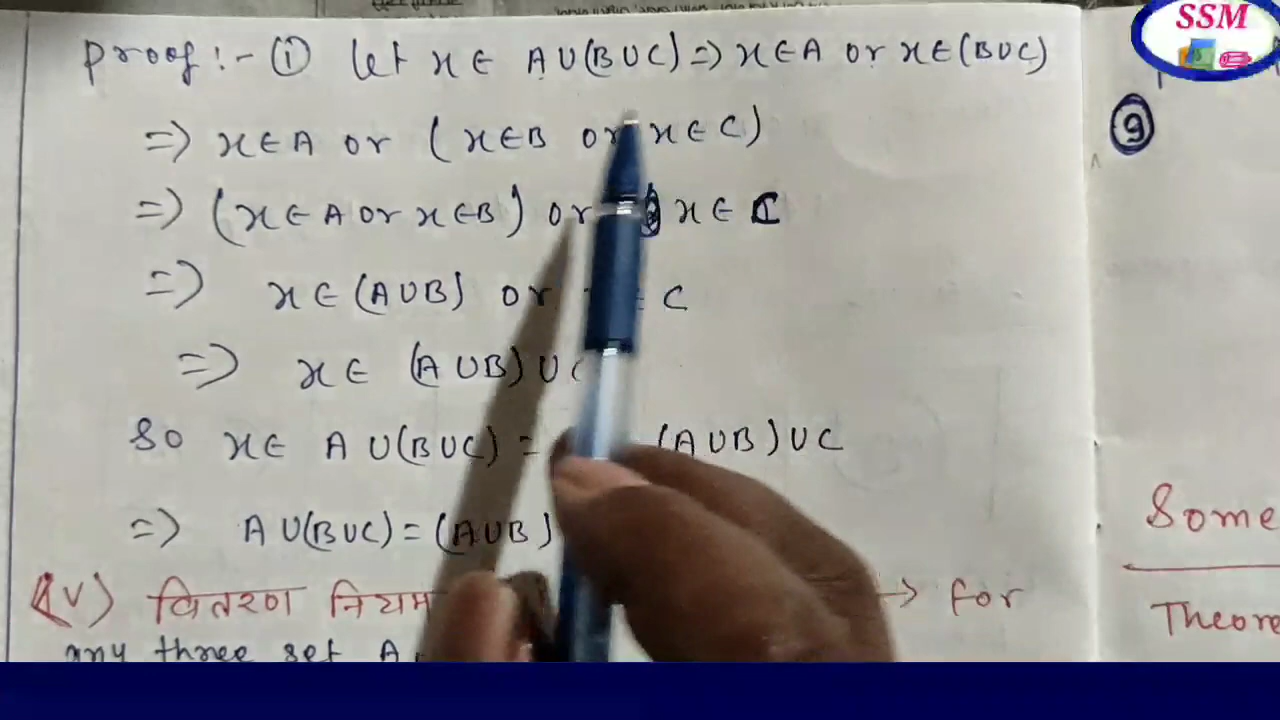 Proof :- ① Let x ∈ A ∪ (B ∪ C) => x ∈ A or x ∈ (B ∪ C)
=> x ∈ A or (x ∈ B or x ∈ C)
=> (x ∈ A or x ∈ B) or x ∈ C
=> x ∈ (A ∪ B) or ∈ C
=> x ∈ (A ∪ B) ∪ C
So x ∈ A ∪ (B ∪ C) = (A ∪ B) ∪ C
=> A ∪ (B ∪ C) = (A ∪ B)
(V) वितरण नियम → for
any three set A
SSM
⑨
Some
Theore